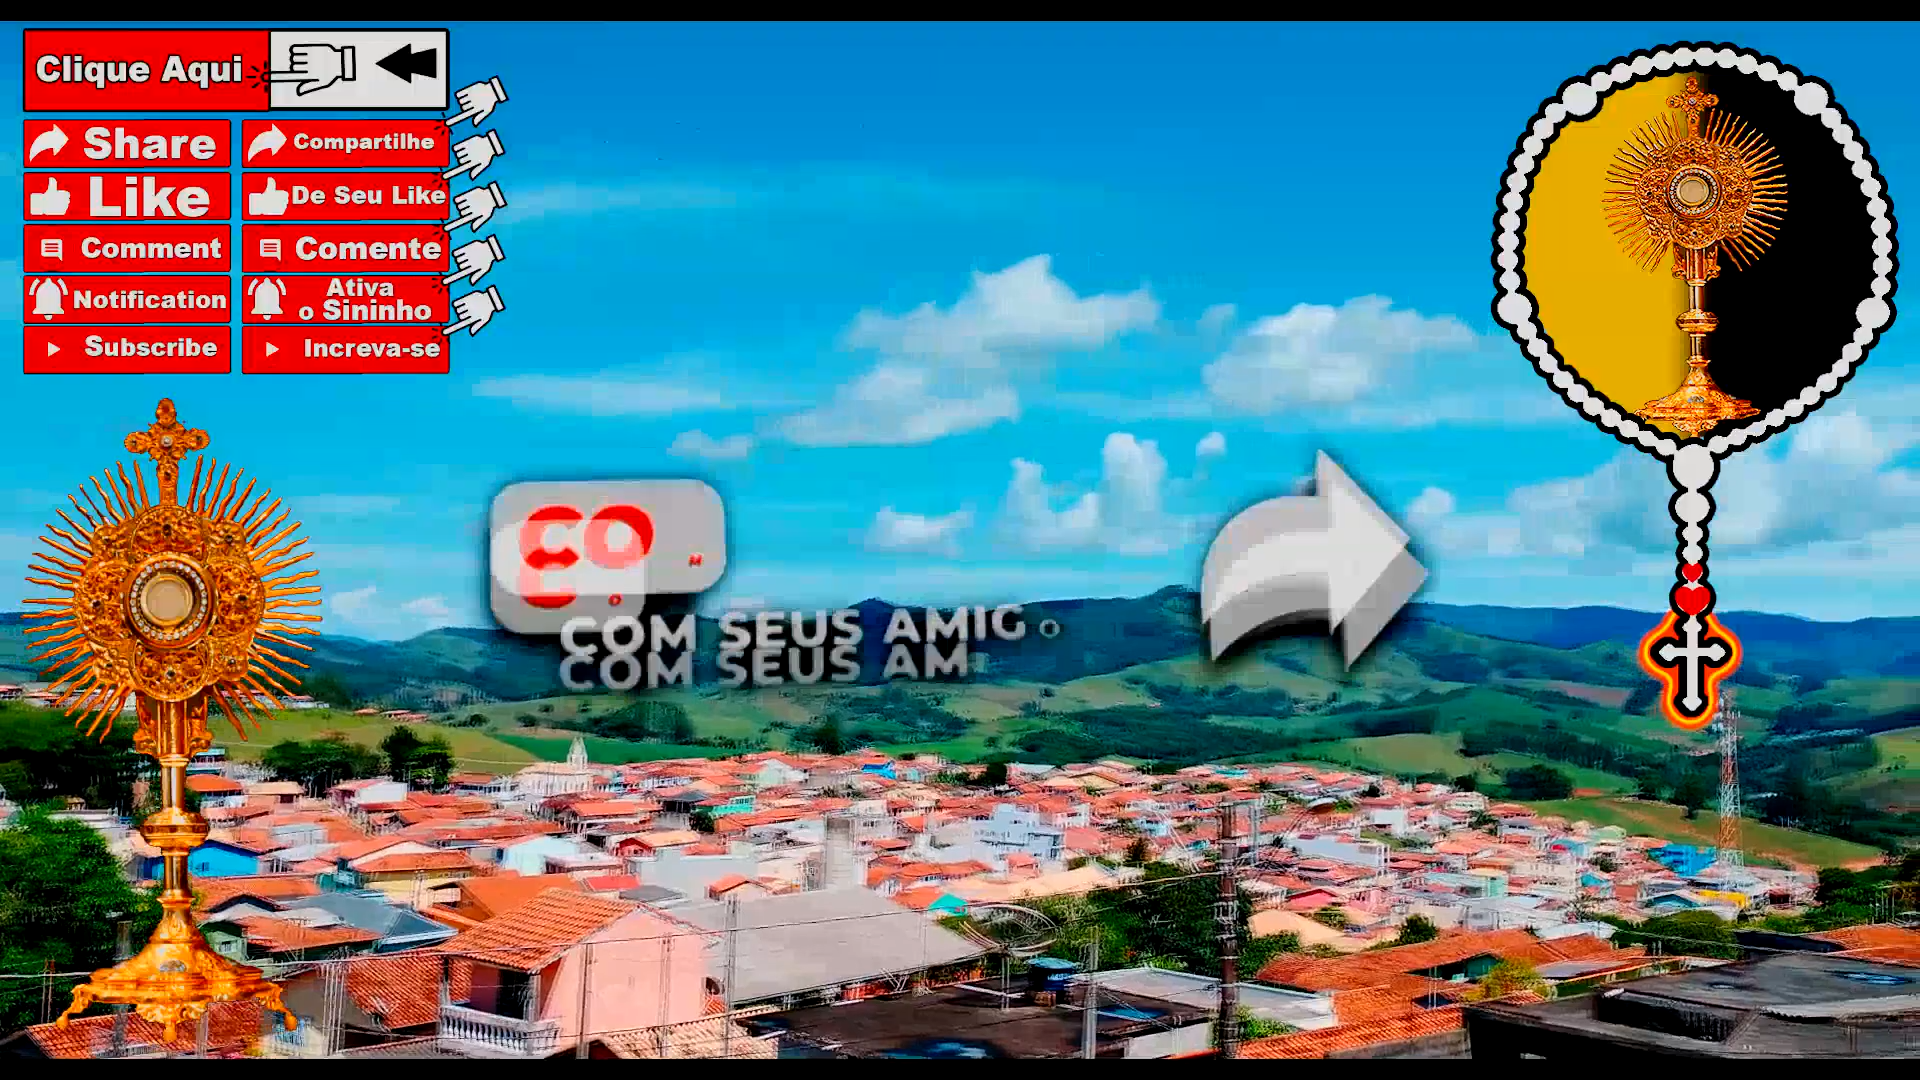 Clique Aqui
Share
Compartilhe
Like
De Seu Like
Comment
Comente
Notification
Ativa
o Sininho
Subscribe
Increva-se
CO M
C O
COM SEUS AMIG O
COM SEUS AM